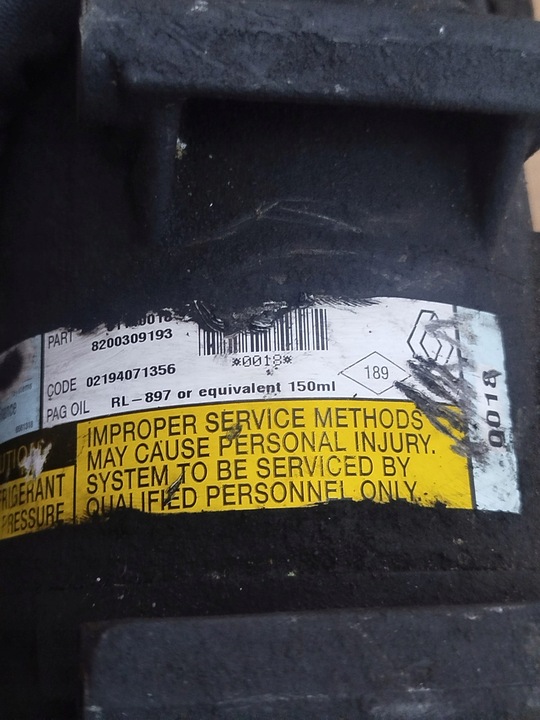 PART
8200309193
*0018*
CODE 02194071356
189
PAG OIL RL-897 or equivalent 150ml
0018
IMPROPER SERVICE METHODS
MAY CAUSE PERSONAL INJURY.
SYSTEM TO BE SERVICED BY
QUALIFIED PERSONNEL ONLY.
PRESSURE